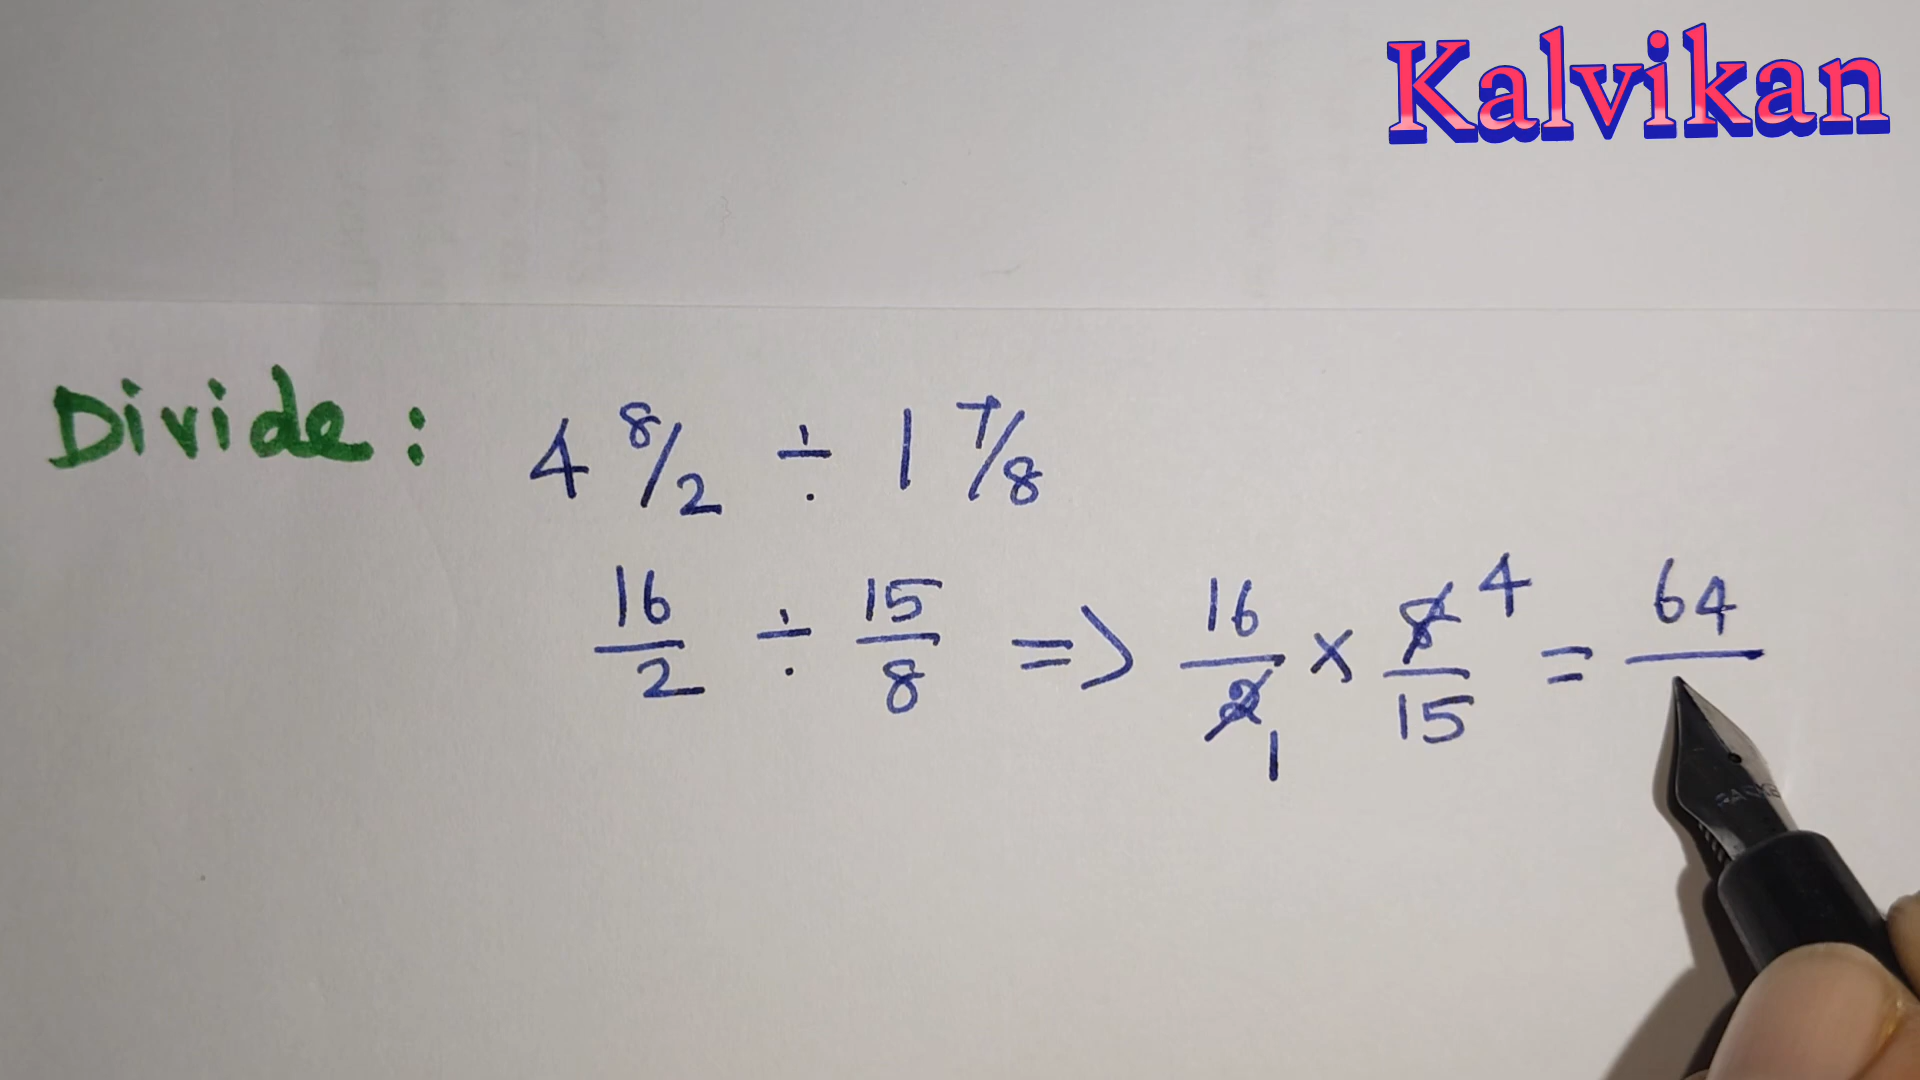 Kalvikan
Divide : 4 8/2 ÷ 1 7/8
16/2 ÷ 15/8 => 16/2 1 × 8 4/15 = 64